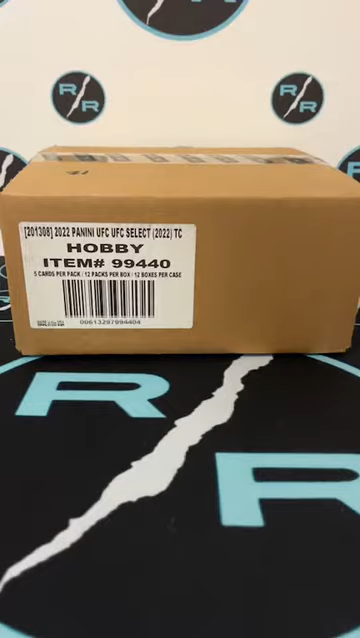 R R
R R
[201308] 2022 PANINI UFC UFC SELECT (2022) TC
HOBBY
ITEM# 99440
5 CARDS PER PACK / 12 PACKS PER BOX / 12 BOXES PER CASE
00613297994404
R
R